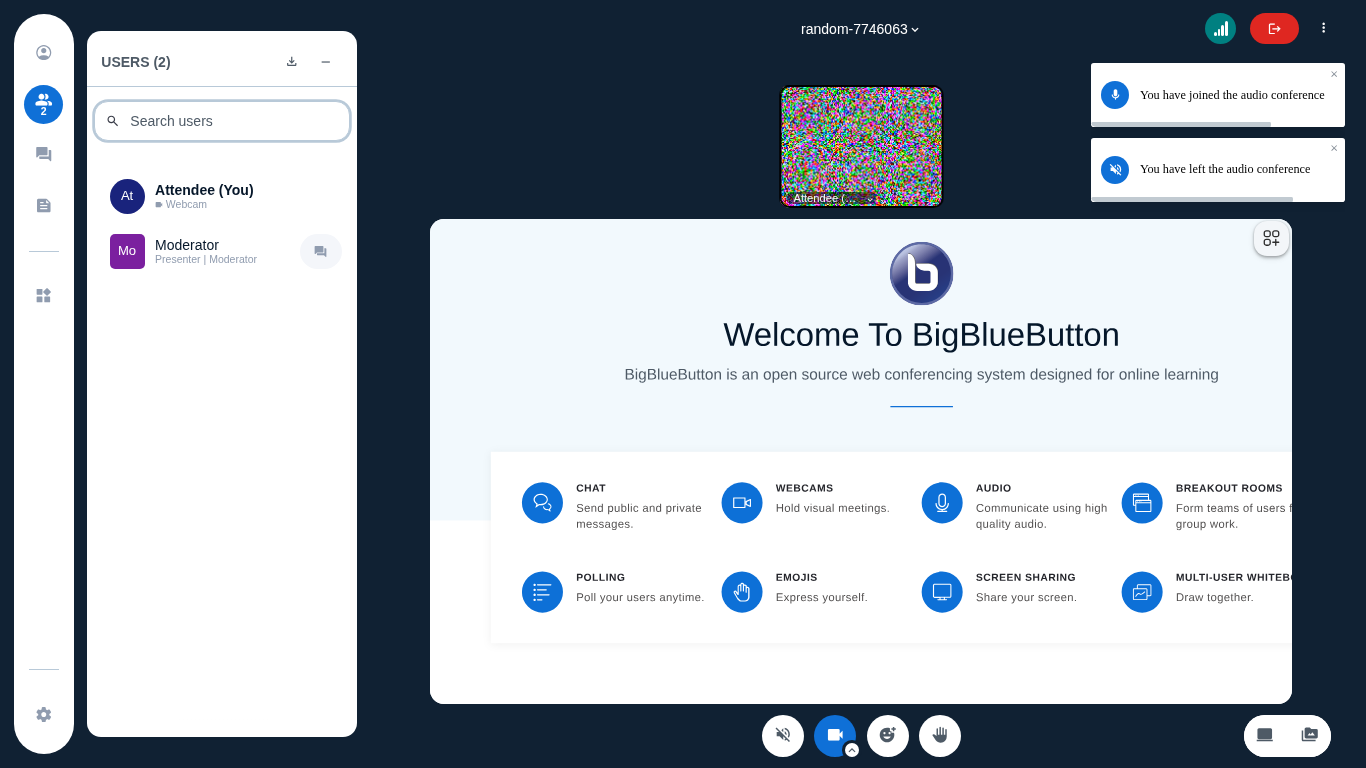 random-7746063
USERS (2)
2
Search users
At
Attendee (You)
Webcam
Mo
Moderator
Presenter | Moderator
You have joined the audio conference
You have left the audio conference
Attendee (...
Welcome To BigBlueButton
BigBlueButton is an open source web conferencing system designed for online learning
CHAT
Send public and private
messages.
WEBCAMS
Hold visual meetings.
AUDIO
Communicate using high
quality audio.
BREAKOUT ROOMS
Form teams of users f
group work.
POLLING
Poll your users anytime.
EMOJIS
Express yourself.
SCREEN SHARING
Share your screen.
MULTI-USER WHITEBO
Draw together.